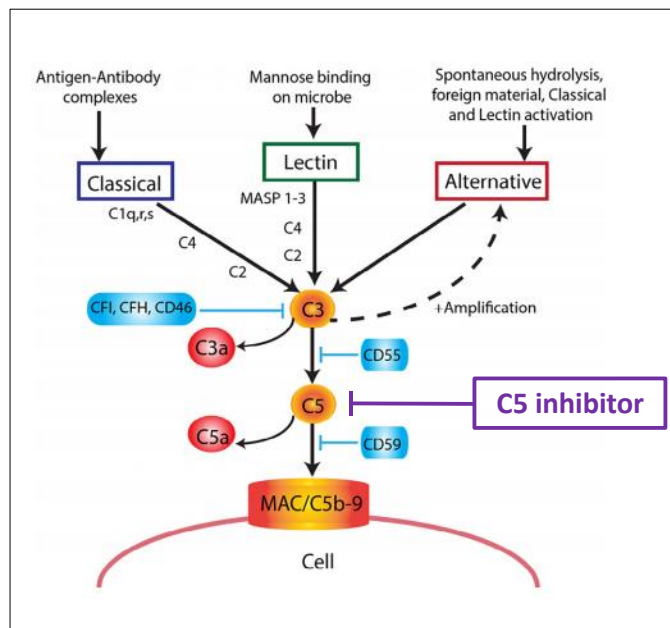 Antigen-Antibody
complexes
Mannose binding
on microbe
Spontaneous hydrolysis,
foreign material, Classical
and Lectin activation
Classical
Lectin
Alternative
C1q,r,s
C4
C2
MASP 1-3
C4
C2
CFI, CFH, CD46
C3
+Amplification
C3a
CD55
C5
C5 inhibitor
C5a
CD59
MAC/C5b-9
Cell